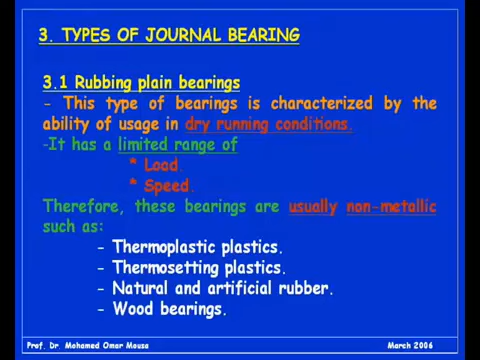 3. TYPES OF JOURNAL BEARING
3.1 Rubbing plain bearings
- This type of bearings is characterized by the
ability of usage in dry running conditions.
-It has a limited range of
* Load.
* Speed.
Therefore, these bearings are usually non-metallic
such as:
- Thermoplastic plastics.
- Thermosetting plastics.
- Natural and artificial rubber.
- Wood bearings.
Prof. Dr Mohamed Omar Mousa
March 2006